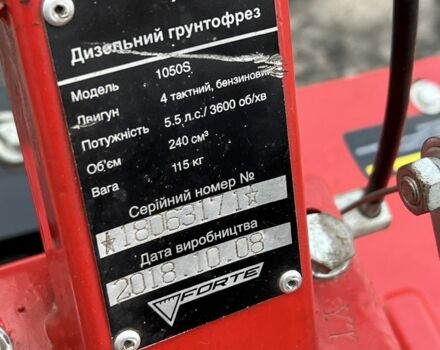 Дизельний грунтофрез
Модель 1050S
Двигун 4 тактний, бензиновий
Потужність 5.5 л.с./ 3600 об/хв
Об'єм 240 см³
Вага 115 кг
Серійний номер №
★18063171★
Дата виробництва
2018.10.08
FORTE